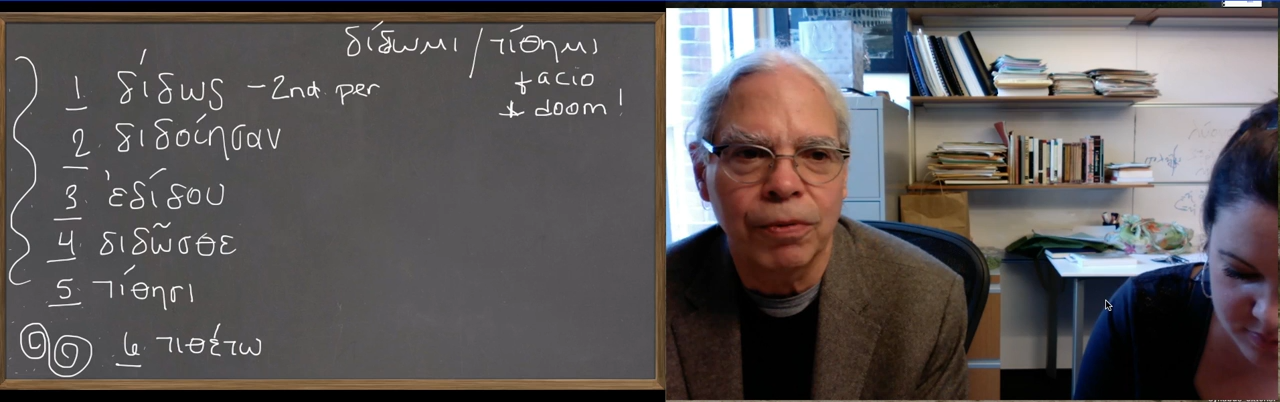 δίδωμι / τίθημι
facio
doom!
1 δίδως - 2nd per
2 διδοίησαν
3 ἐδίδου
4 διδῶσθε
5 τίθησι
6 τιθέτω